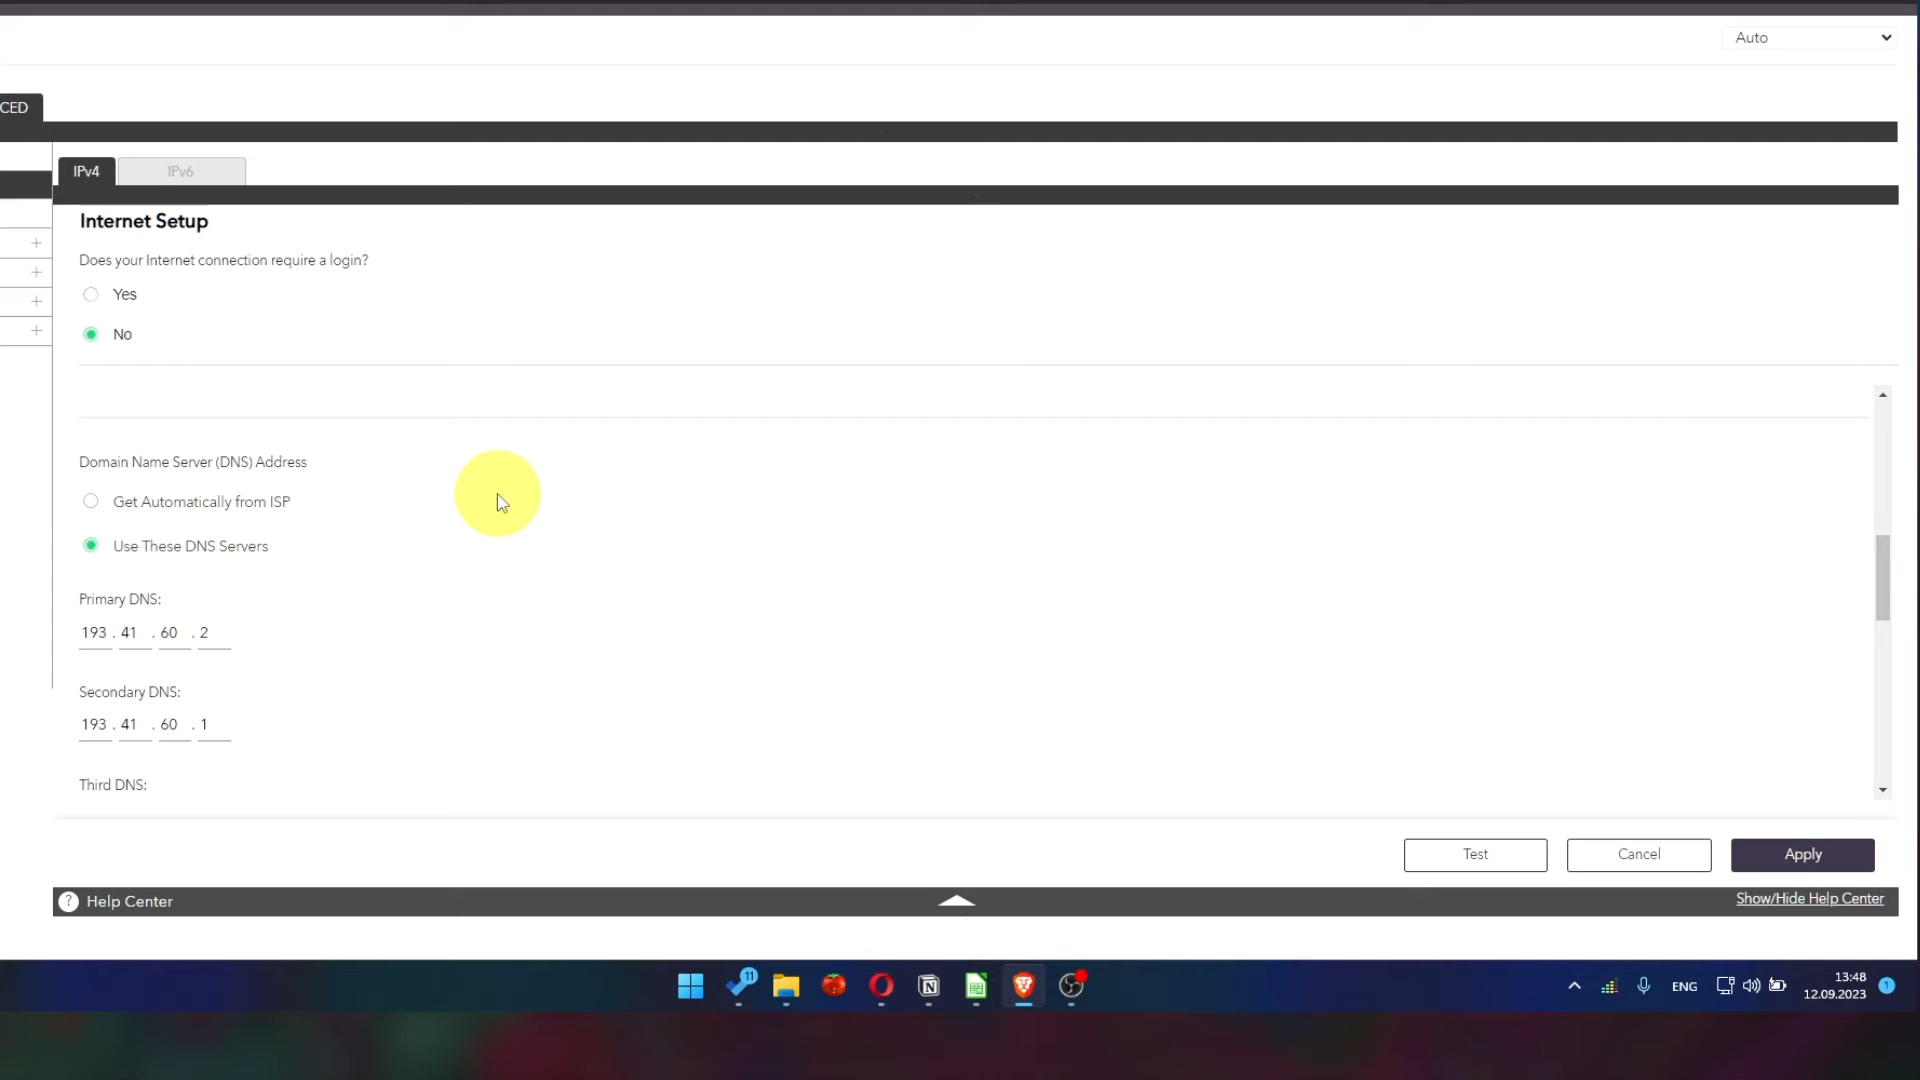 Auto
CED
IPv4
IPv6
Internet Setup
Does your Internet connection require a login?
Yes
No
Domain Name Server (DNS) Address
Get Automatically from ISP
Use These DNS Servers
Primary DNS:
193 . 41 . 60 . 2
Secondary DNS:
193 . 41 . 60 . 1
Third DNS:
Test
Cancel
Apply
? Help Center
Show/Hide Help Center
11
N
ENG
13:48
12.09.2023
1